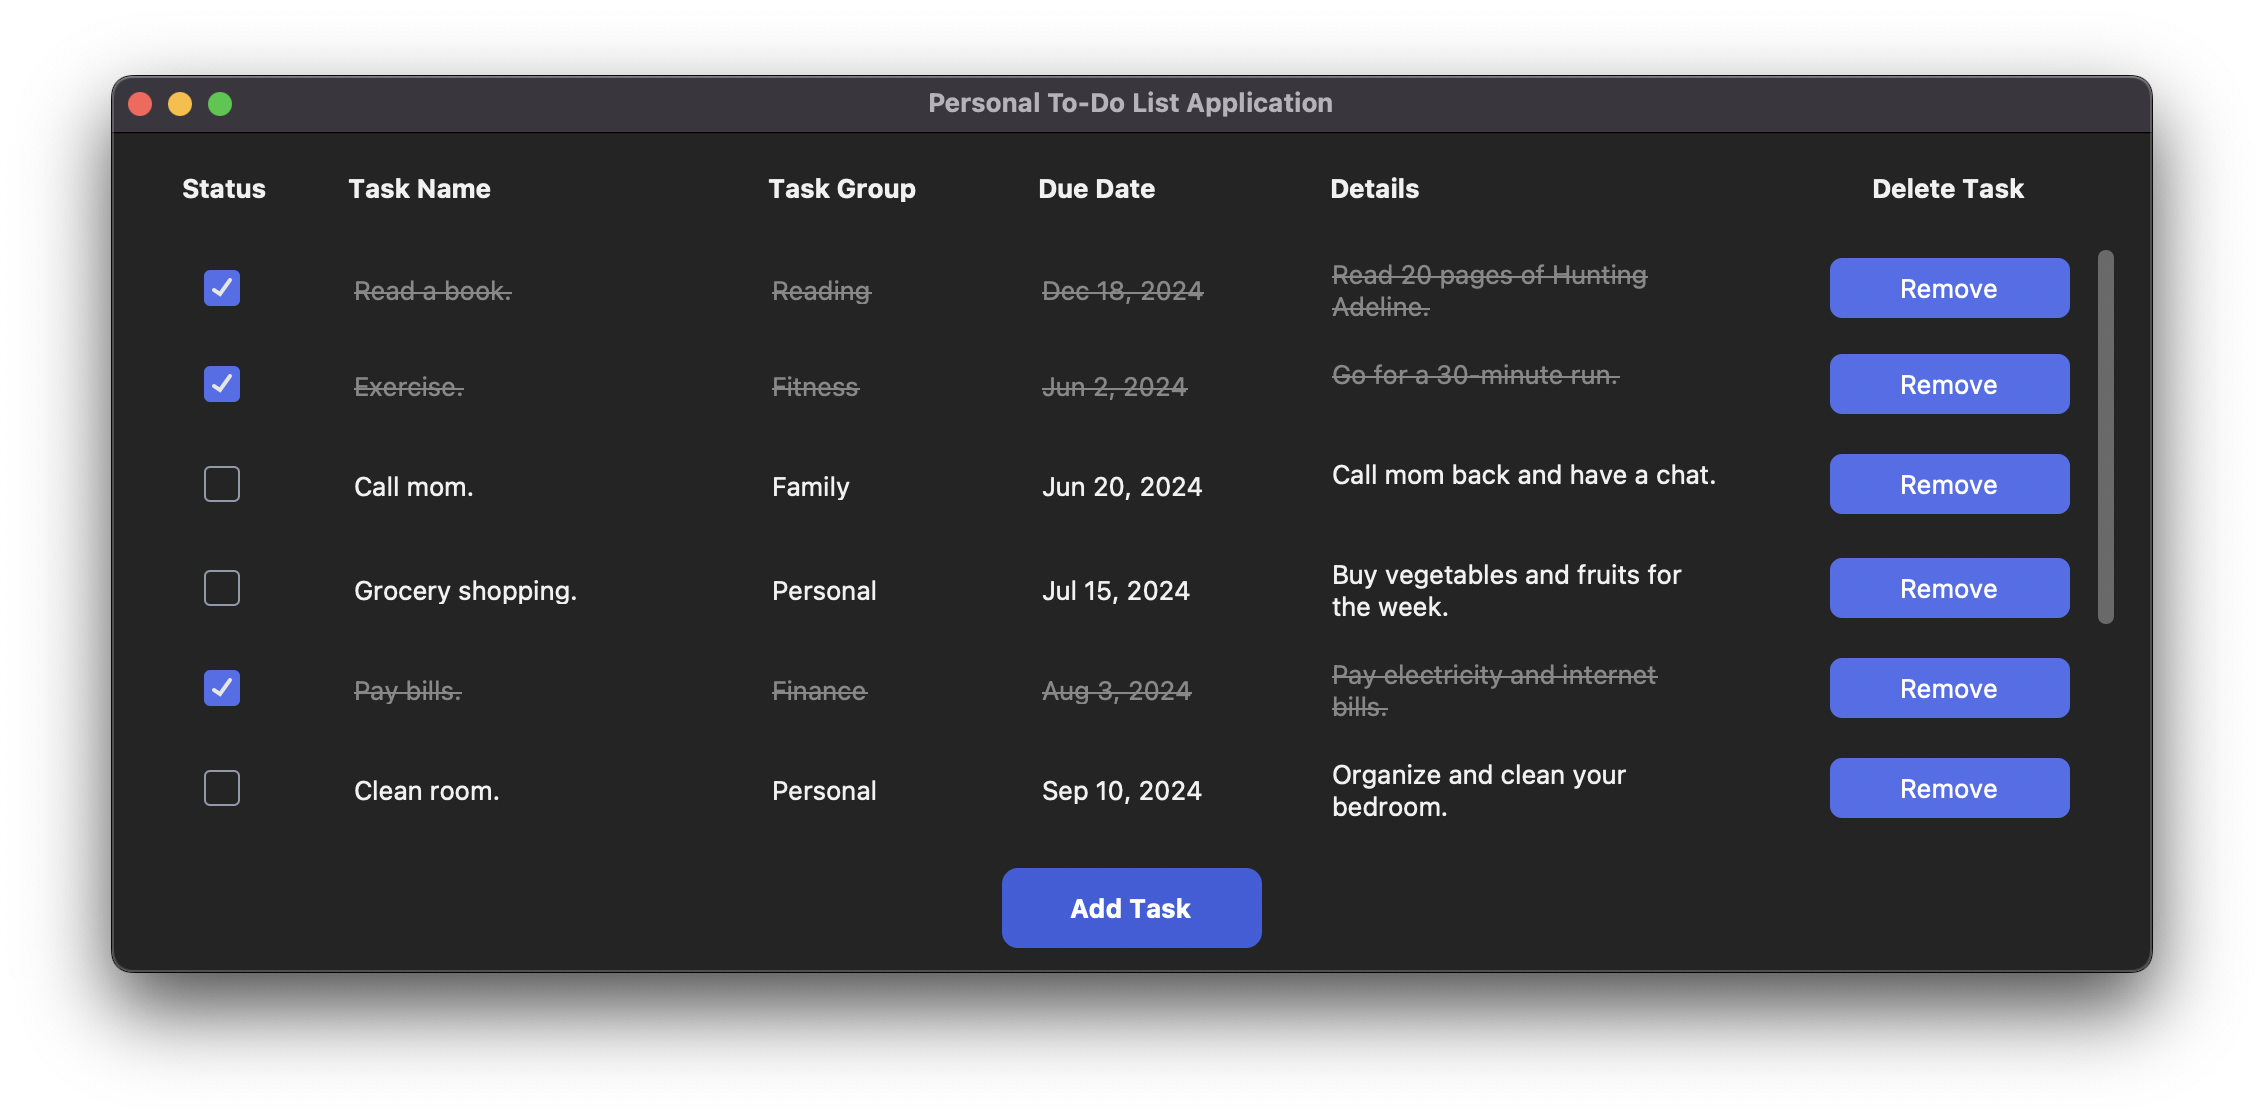 Personal To-Do List Application
Status Task Name Task Group Due Date Details Delete Task
Read a book. Reading Dec 18, 2024 Read 20 pages of Hunting Adeline. Remove
Exercise. Fitness Jun 2, 2024 Go for a 30-minute run. Remove
Call mom. Family Jun 20, 2024 Call mom back and have a chat. Remove
Grocery shopping. Personal Jul 15, 2024 Buy vegetables and fruits for the week. Remove
Pay bills. Finance Aug 3, 2024 Pay electricity and internet bills. Remove
Clean room. Personal Sep 10, 2024 Organize and clean your bedroom. Remove
Add Task